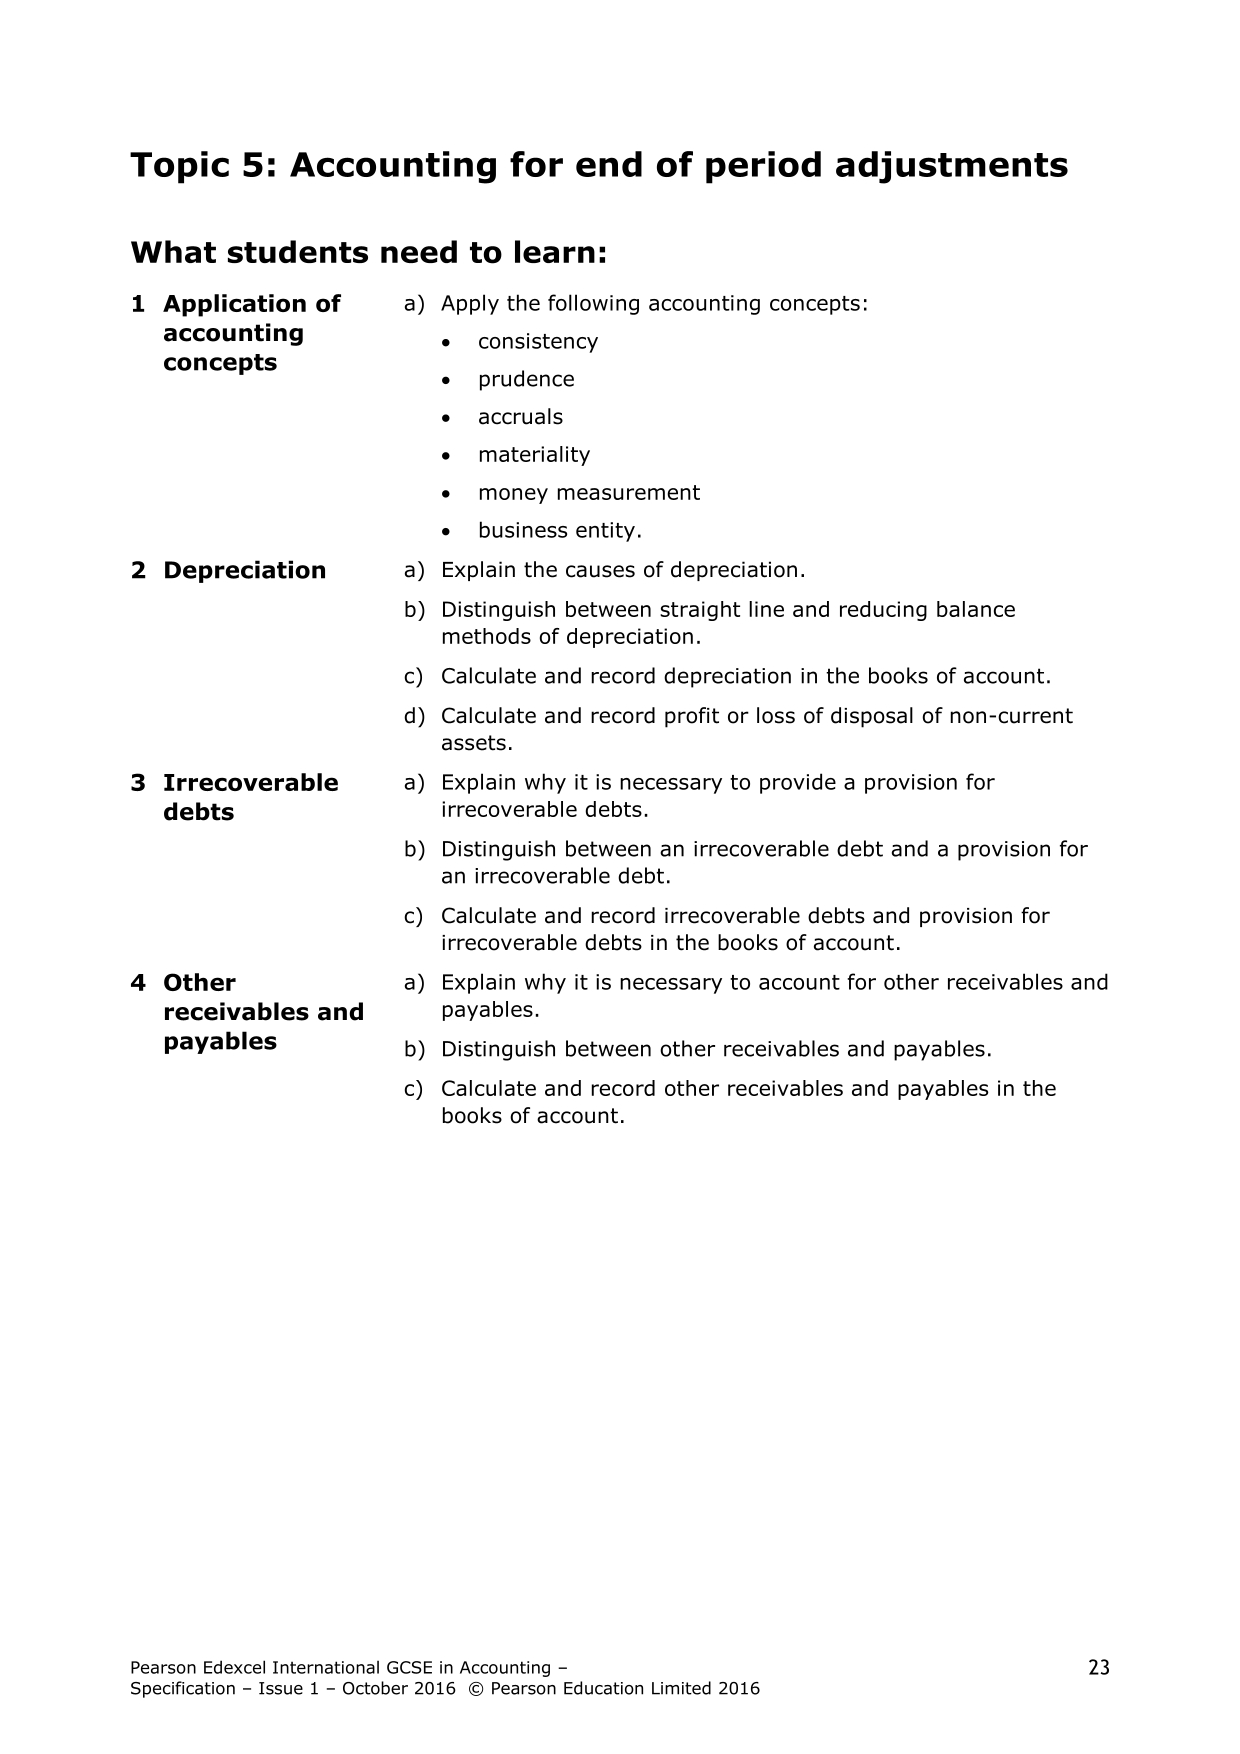 Topic 5: Accounting for end of period adjustments
What students need to learn:
1 Application of
accounting
concepts
a) Apply the following accounting concepts:
• consistency
• prudence
• accruals
• materiality
• money measurement
• business entity.
2 Depreciation
a) Explain the causes of depreciation.
b) Distinguish between straight line and reducing balance
methods of depreciation.
c) Calculate and record depreciation in the books of account.
d) Calculate and record profit or loss of disposal of non-current
assets.
3 Irrecoverable
debts
a) Explain why it is necessary to provide a provision for
irrecoverable debts.
b) Distinguish between an irrecoverable debt and a provision for
an irrecoverable debt.
c) Calculate and record irrecoverable debts and provision for
irrecoverable debts in the books of account.
4 Other
receivables and
payables
a) Explain why it is necessary to account for other receivables and
payables.
b) Distinguish between other receivables and payables.
c) Calculate and record other receivables and payables in the
books of account.
Pearson Edexcel International GCSE in Accounting –
Specification – Issue 1 – October 2016 © Pearson Education Limited 2016
23